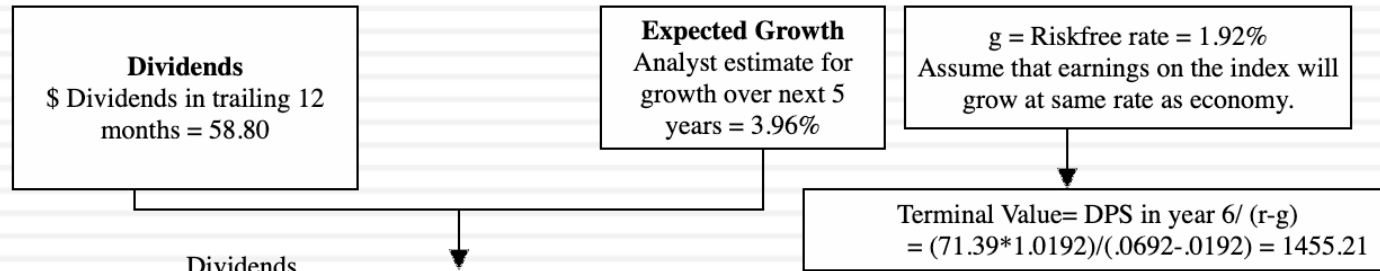 Dividends
$ Dividends in trailing 12
months = 58.80
Expected Growth
Analyst estimate for
growth over next 5
years = 3.96%
g = Riskfree rate = 1.92%
Assume that earnings on the index will
grow at same rate as economy.
Terminal Value= DPS in year 6/ (r-g)
= (71.39*1.0192)/(.0692-.0192) = 1455.21
Dividends